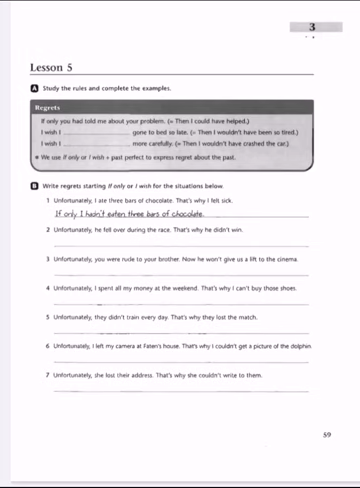 3
Lesson 5
A Study the rules and complete the examples.
Regrets
If only you had told me about your problem. (= Then I could have helped.)
I wish I ____________ gone to bed so late. (= Then I wouldn't have been so tired.)
I wish I ____________ more carefully. (= Then I wouldn't have crashed the car.)
* We use if only or I wish + past perfect to express regret about the past.
B Write regrets starting If only or I wish for the situations below.
1 Unfortunately, I ate three bars of chocolate. That's why I felt sick.
If only I hadn't eaten three bars of chocolate.
2 Unfortunately, he fell over during the race. That's why he didn't win.
3 Unfortunately, you were rude to your brother. Now he won't give us a lift to the cinema.
4 Unfortunately, I spent all my money at the weekend. That's why I can't buy those shoes.
5 Unfortunately, they didn't train every day. That's why they lost the match.
6 Unfortunately, I left my camera at Faten's house. That's why I couldn't get a picture of the dolphin.
7 Unfortunately, she lost their address. That's why she couldn't write to them.
59